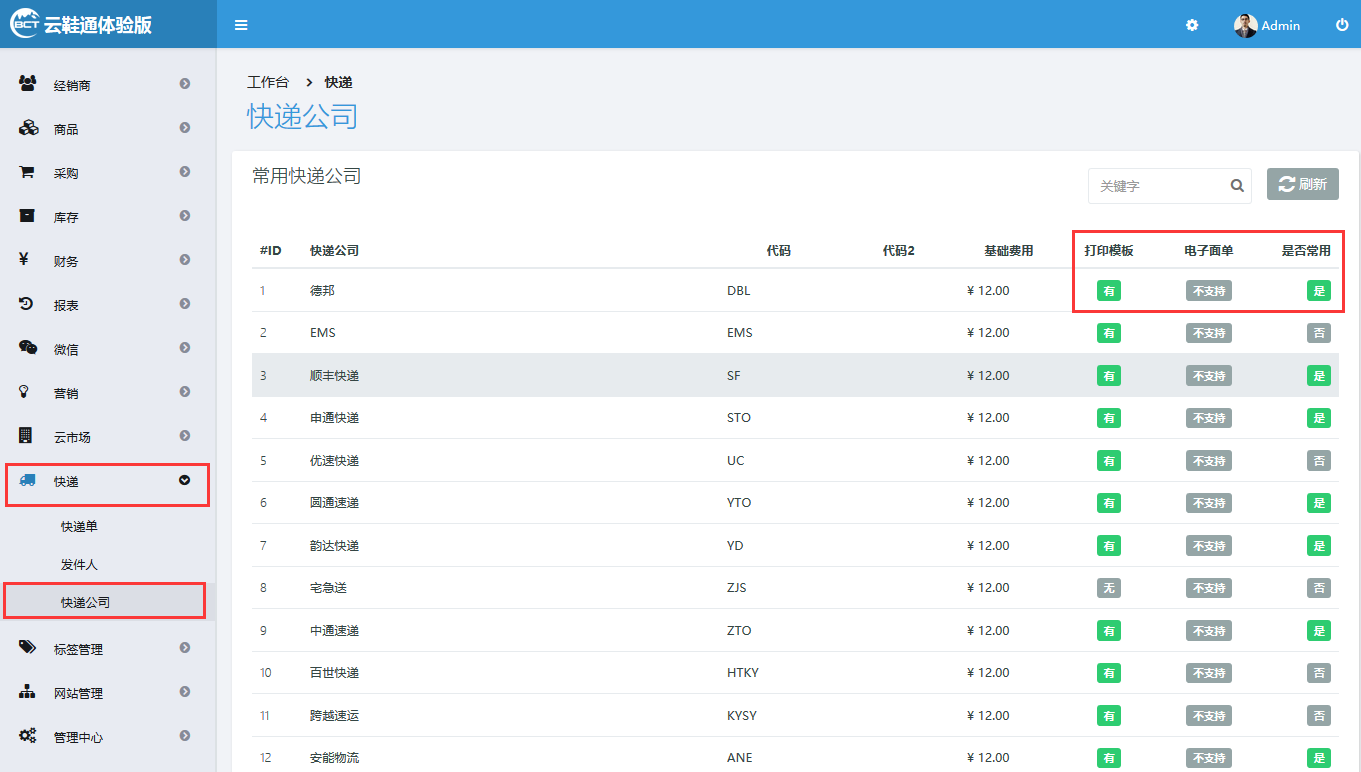 BCT 云鞋通体验版
Admin
经销商
商品
采购
库存
¥ 财务
报表
微信
营销
云市场
快递
快递单
发件人
快递公司
标签管理
网站管理
管理中心
工作台 > 快递
快递公司
常用快递公司
关键字
刷新
#ID 快递公司 代码 代码2 基础费用 打印模板 电子面单 是否常用
1 德邦 DBL ¥ 12.00 有 不支持 是
2 EMS EMS ¥ 12.00 有 不支持 否
3 顺丰快递 SF ¥ 12.00 有 不支持 是
4 申通快递 STO ¥ 12.00 有 不支持 是
5 优速快递 UC ¥ 12.00 有 不支持 否
6 圆通速递 YTO ¥ 12.00 有 不支持 是
7 韵达快递 YD ¥ 12.00 有 不支持 是
8 宅急送 ZJS ¥ 12.00 无 不支持 否
9 中通速递 ZTO ¥ 12.00 有 不支持 是
10 百世快递 HTKY ¥ 12.00 有 不支持 否
11 跨越速运 KYSY ¥ 12.00 有 不支持 否
12 安能物流 ANE ¥ 12.00 有 不支持 是